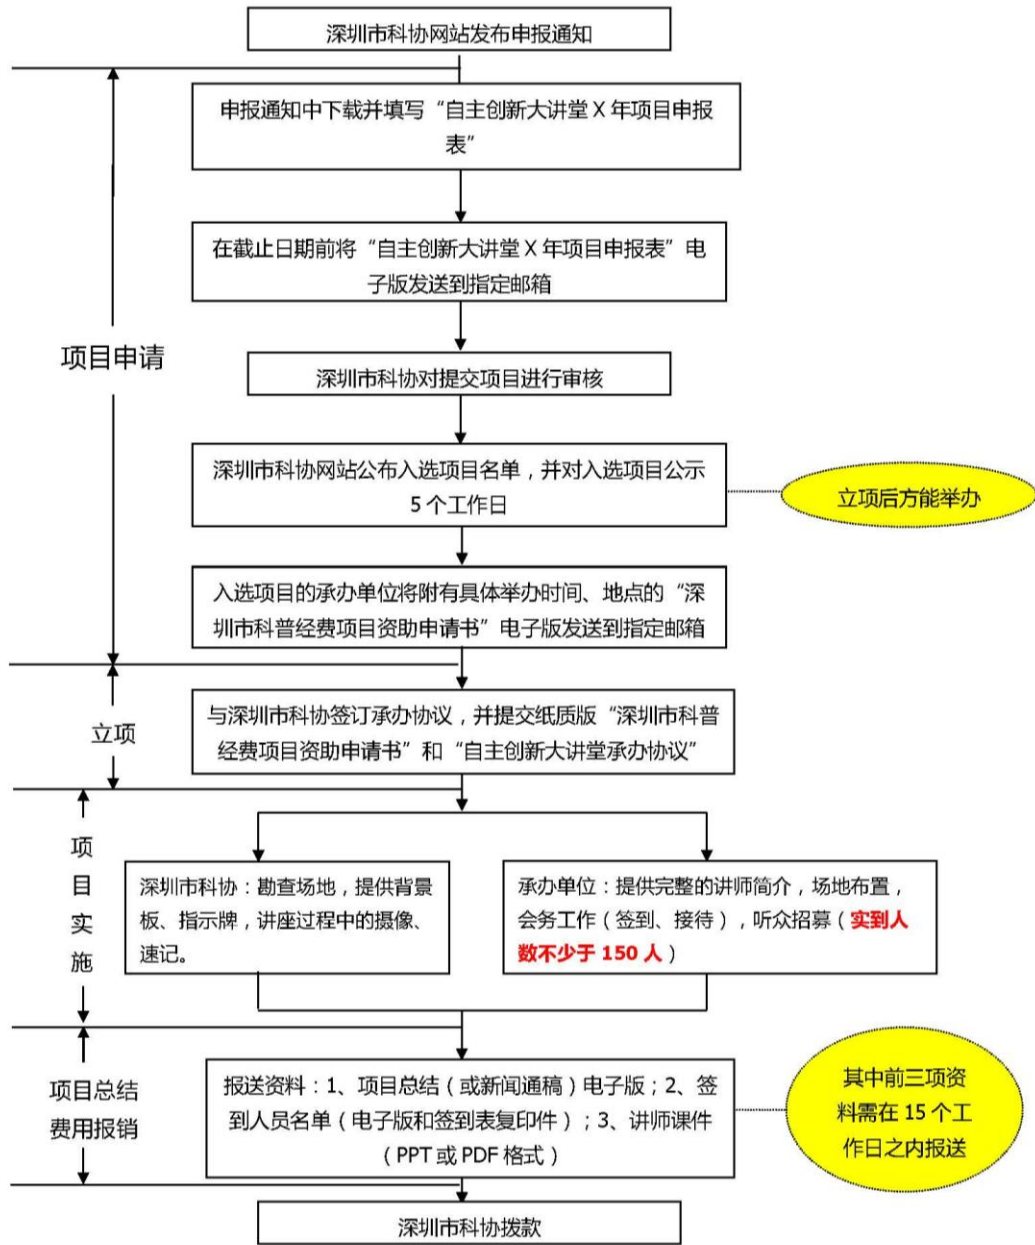 深圳市科协网站发布申报通知
申报通知中下载并填写“自主创新大讲堂 X 年项目申报
表”
在截止日期前将“自主创新大讲堂 X 年项目申报表”电
子版发送到指定邮箱
项目申请
深圳市科协对提交项目进行审核
深圳市科协网站公布入选项目名单，并对入选项目公示
5 个工作日
立项后方能举办
入选项目的承办单位将附有具体举办时间、地点的“深
圳市科普经费项目资助申请书”电子版发送到指定邮箱
立项
与深圳市科协签订承办协议，并提交纸质版“深圳市科普
经费项目资助申请书”和“自主创新大讲堂承办协议”
项
目
实
施
深圳市科协：勘查场地，提供背景
板、指示牌，讲座过程中的摄像、
速记。
承办单位：提供完整的讲师简介，场地布置，
会务工作（签到、接待），听众招募（实到人
数不少于 150 人）
项目总结
费用报销
报送资料：1、项目总结（或新闻通稿）电子版；2、签
到人员名单（电子版和签到表复印件）；3、讲师课件
（PPT 或 PDF 格式）
其中前三项资
料需在 15 个工
作日之内报送
深圳市科协拨款